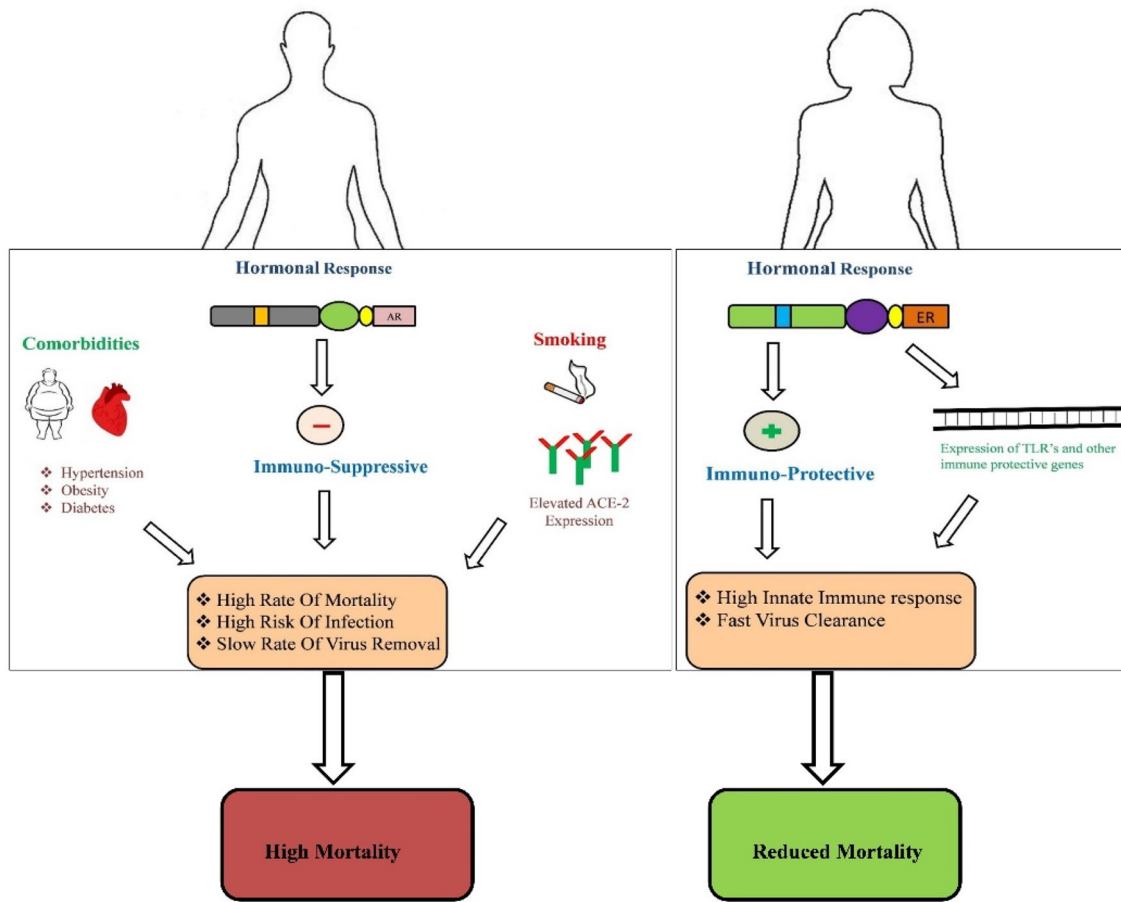 Hormonal Response
AR
Comorbidities
❖ Hypertension
❖ Obesity
❖ Diabetes
−
Immuno-Suppressive
Smoking
Elevated ACE-2
Expression
❖ High Rate Of Mortality
❖ High Risk Of Infection
❖ Slow Rate Of Virus Removal
High Mortality
Hormonal Response
ER
+
Immuno-Protective
Expression of TLR's and other
immune protective genes
❖ High Innate Immune response
❖ Fast Virus Clearance
Reduced Mortality